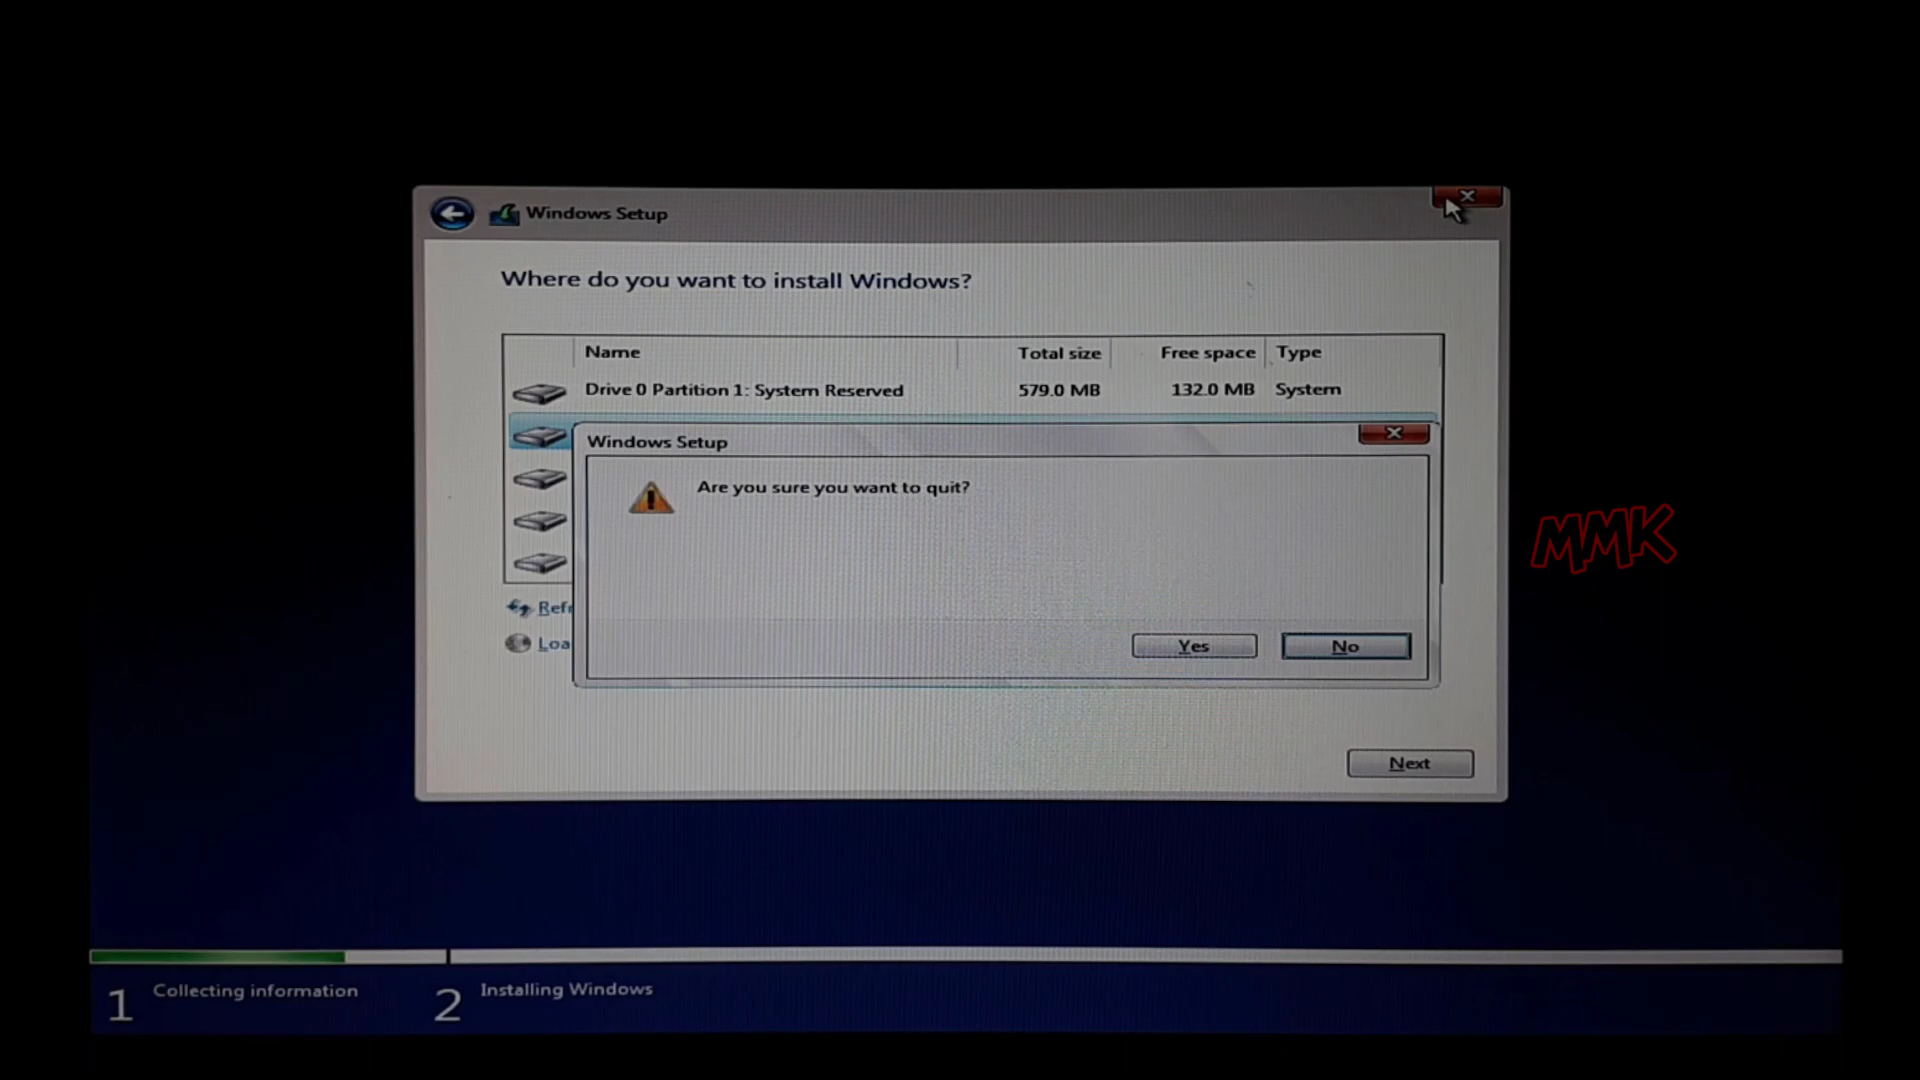 Windows Setup
Where do you want to install Windows?
Name Total size Free space Type
Drive 0 Partition 1: System Reserved 579.0 MB 132.0 MB System
Windows Setup
Are you sure you want to quit?
Yes No
Next
MMK
1 Collecting information 2 Installing Windows